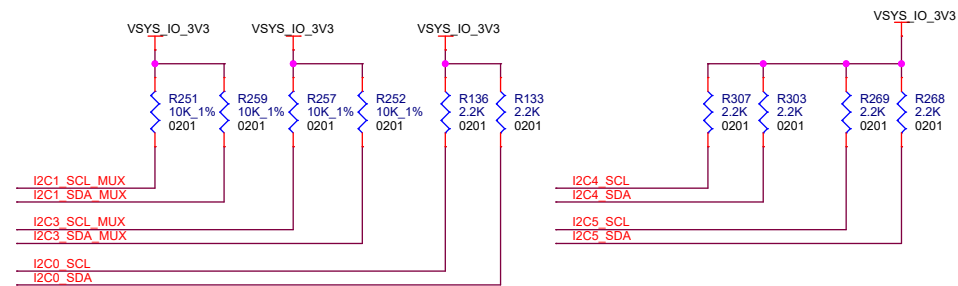 VSYS_IO_3V3
VSYS_IO_3V3
VSYS_IO_3V3
VSYS_IO_3V3
R251
10K_1%
0201
R259
10K_1%
0201
R257
10K_1%
0201
R252
10K_1%
0201
R136
2.2K
0201
R133
2.2K
0201
R307
2.2K
0201
R303
2.2K
0201
R269
2.2K
0201
R268
2.2K
0201
I2C1_SCL_MUX
I2C1_SDA_MUX
I2C3_SCL_MUX
I2C3_SDA_MUX
I2C0_SCL
I2C0_SDA
I2C4_SCL
I2C4_SDA
I2C5_SCL
I2C5_SDA